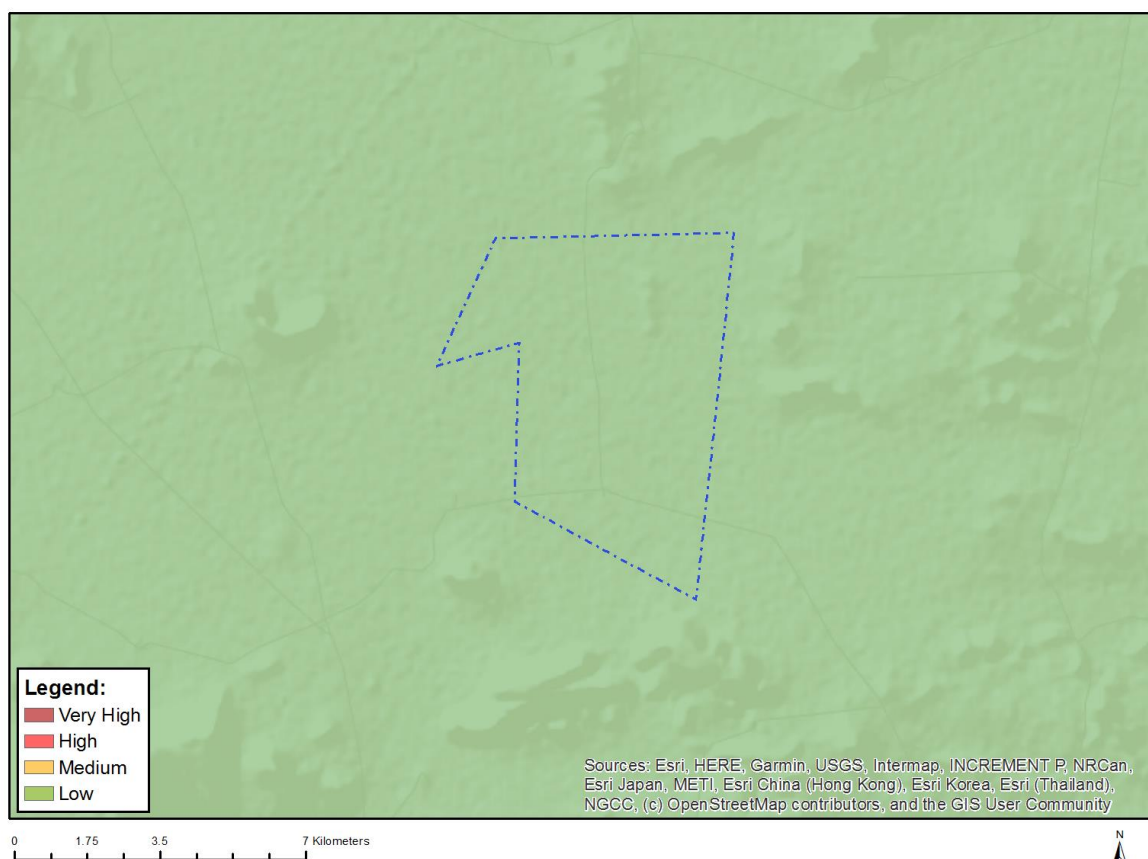 Legend:
Very High
High
Medium
Low
Sources: Esri, HERE, Garmin, USGS, Intermap, INCREMENT P, NRCan,
Esri Japan, METI, Esri China (Hong Kong), Esri Korea, Esri (Thailand),
NGCC, (c) OpenStreetMap contributors, and the GIS User Community
0 1.75 3.5 7 Kilometers
N